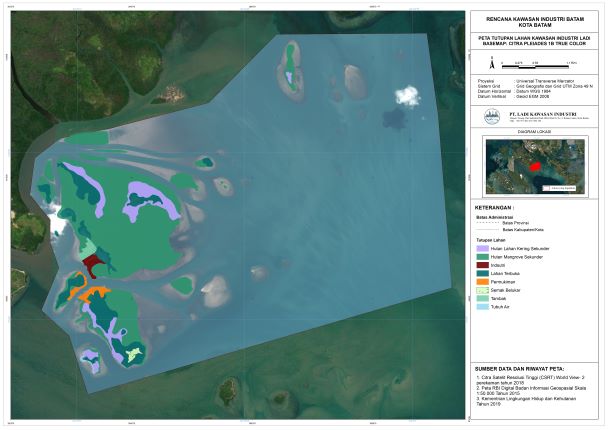 RENCANA KAWASAN INDUSTRI BATAM
KOTA BATAM
PETA TUTUPAN LAHAN KAWASAN INDUSTRI LADI
BASEMAP: CITRA PLEIADES 1B TRUE COLOR
Proyeksi : Universal Transverse Mercator
Sistem Grid : Grid Geografis dan Grid UTM Zona 49 N
Datum Horizontal : Datum WGS 1984
Datum Vertikal : Geoid EGM 2008
PT. LADI KAWASAN INDUSTRI
DIAGRAM LOKASI
KETERANGAN :
Batas Administrasi
Batas Provinsi
Batas Kabupaten/Kota
Tutupan Lahan
Hutan Lahan Kering Sekunder
Hutan Mangrove Sekunder
Industri
Lahan Terbuka
Permukiman
Semak Belukar
Tambak
Tubuh Air
SUMBER DATA DAN RIWAYAT PETA:
1. Citra Satelit Resolusi Tinggi (CSRT) World View- 2
perekaman tahun 2018
2. Peta RBI Digital Badan Informasi Geospasial Skala
1:50.000 Tahun 2015
3. Kementrian Lingkungan Hidup dan Kehutanan
Tahun 2019